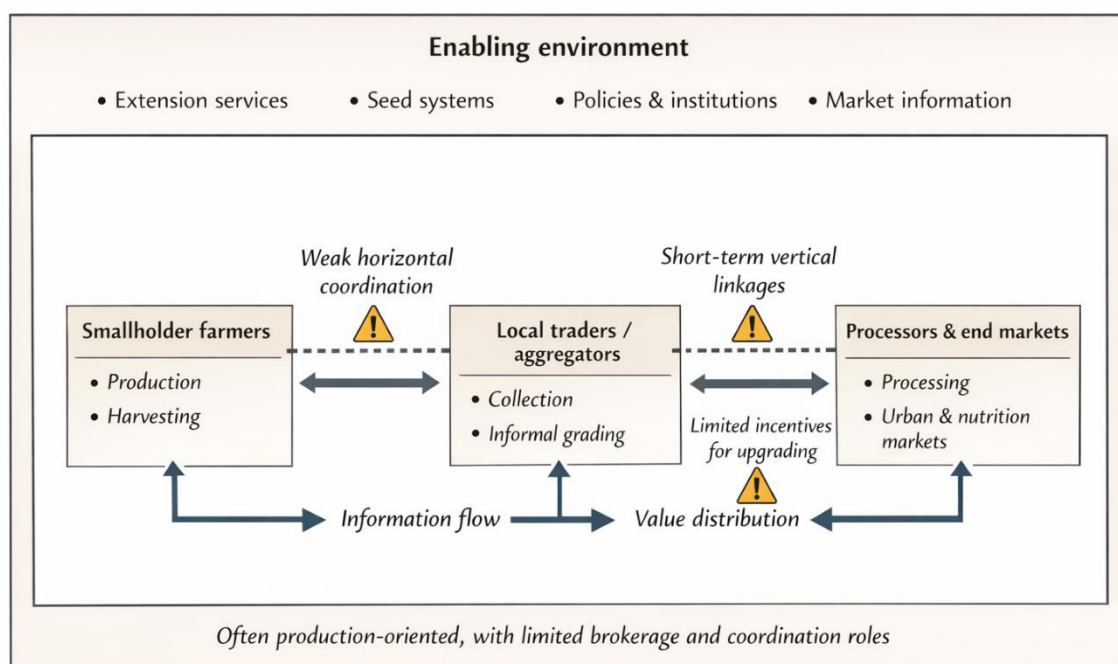 Enabling environment
• Extension services • Seed systems • Policies & institutions • Market information
Weak horizontal
coordination
Short-term vertical
linkages
Smallholder farmers
• Production
• Harvesting
Local traders /
aggregators
• Collection
• Informal grading
Processors & end markets
• Processing
• Urban & nutrition
markets
Limited incentives
for upgrading
Information flow
Value distribution
Often production-oriented, with limited brokerage and coordination roles